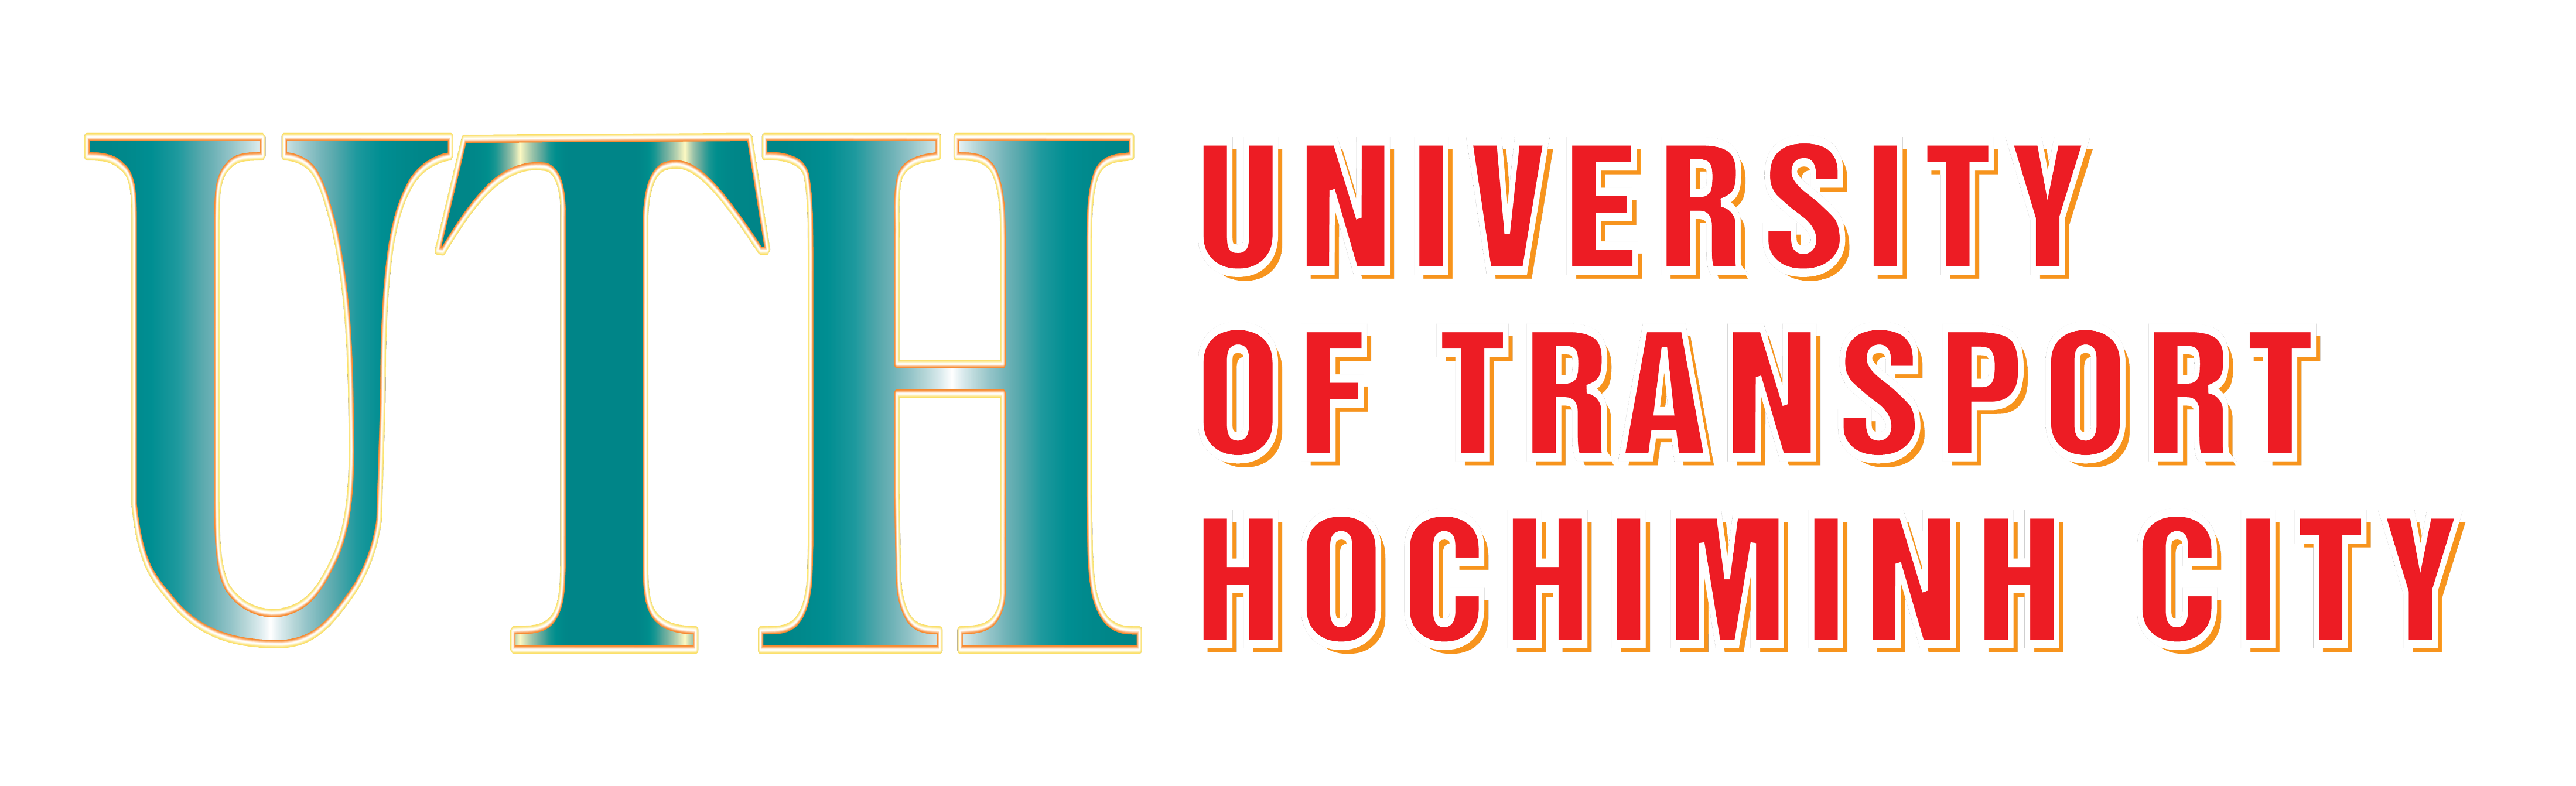 UTH
UNIVERSITY
OF TRANSPORT
HOCHIMINH CITY